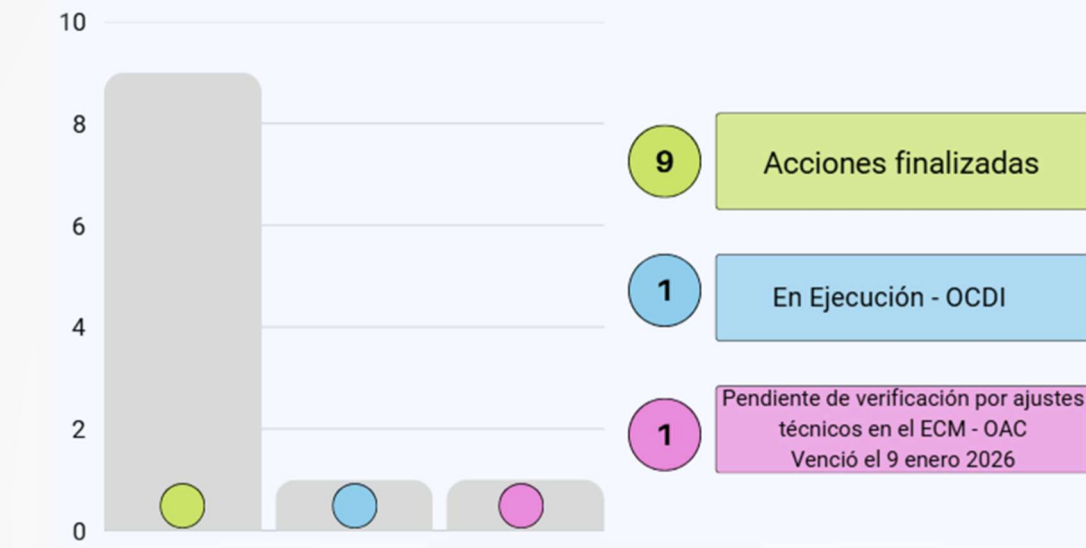 10
8
6
4
2
0
9
Acciones finalizadas
1
En Ejecución - OCDI
1
Pendiente de verificación por ajustes
técnicos en el ECM - OAC
Venció el 9 enero 2026